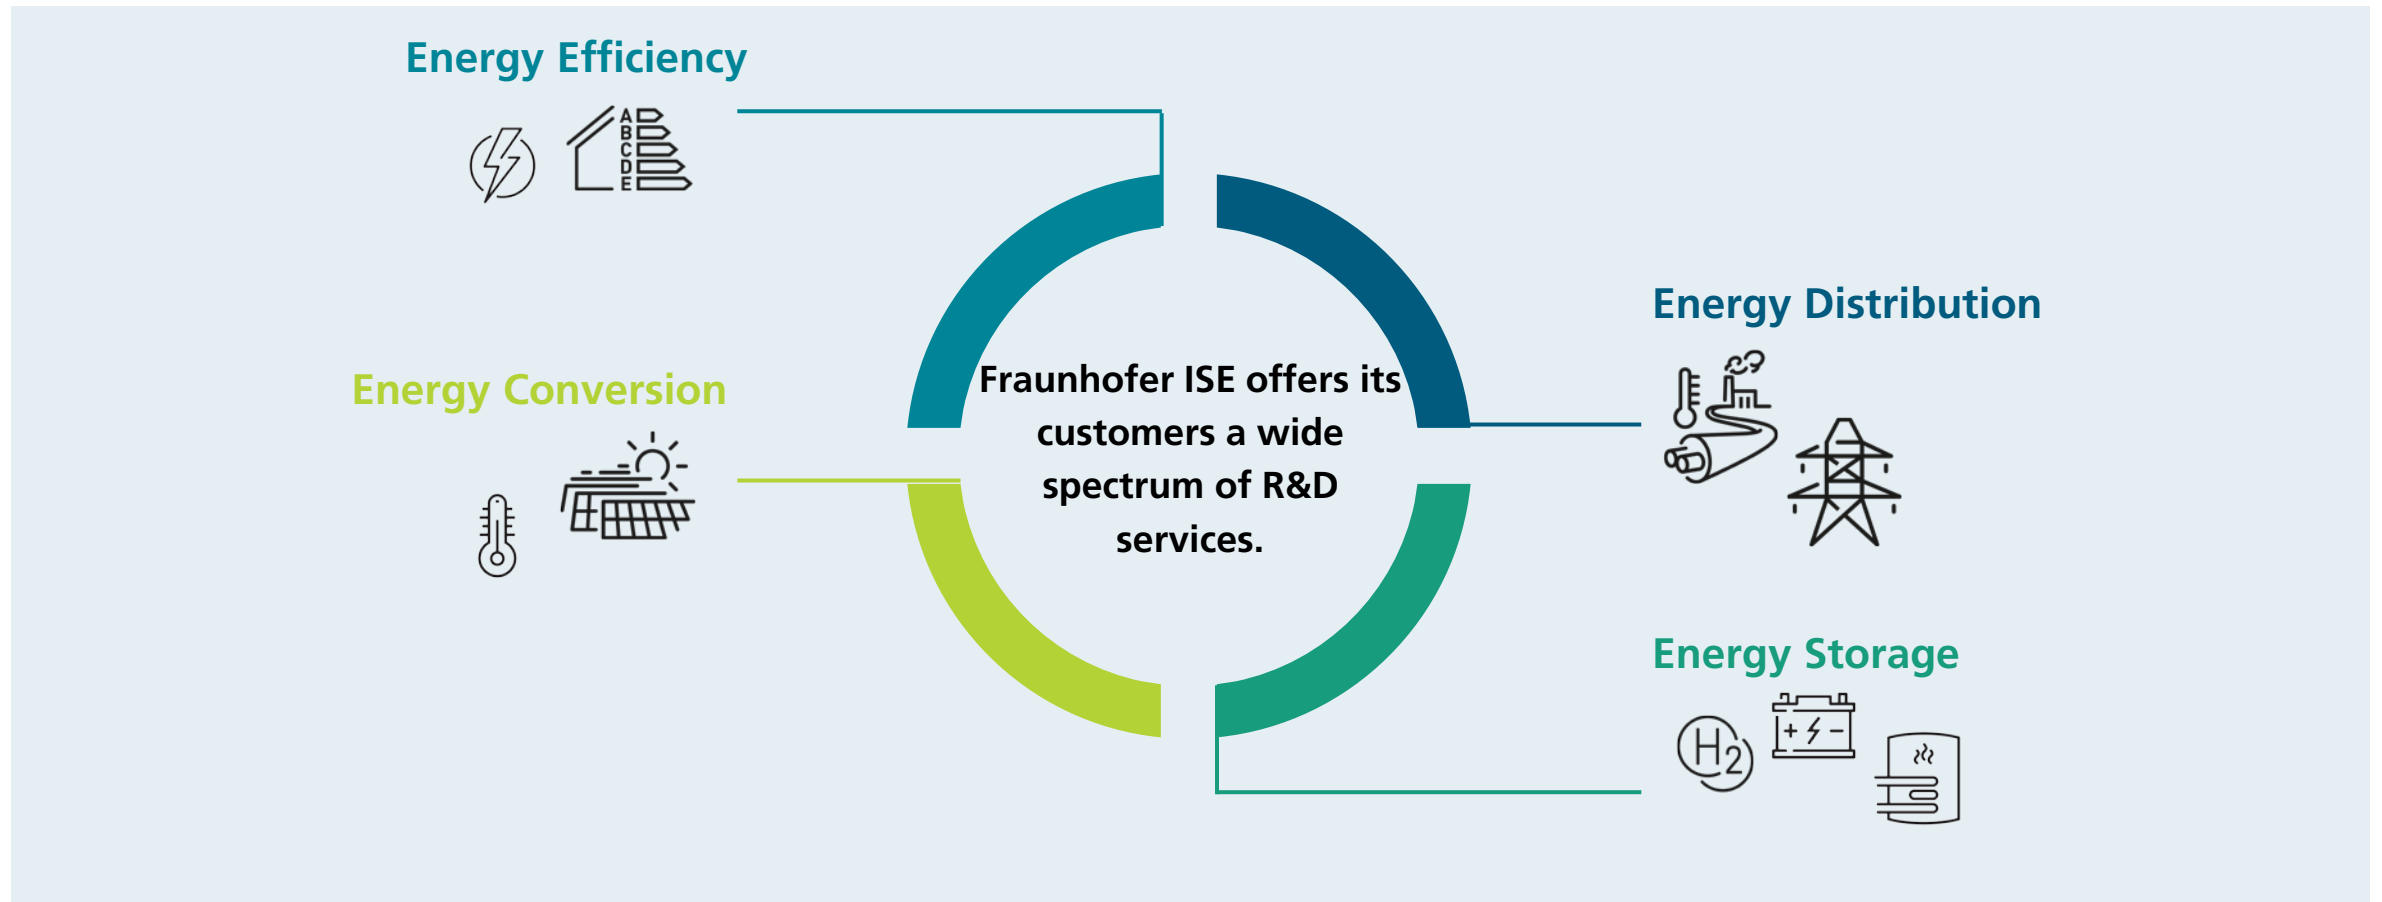 Energy Efficiency
A
B
C
D
E
Energy Conversion
Fraunhofer ISE offers its
customers a wide
spectrum of R&D
services.
Energy Distribution
Energy Storage
H2
+ −